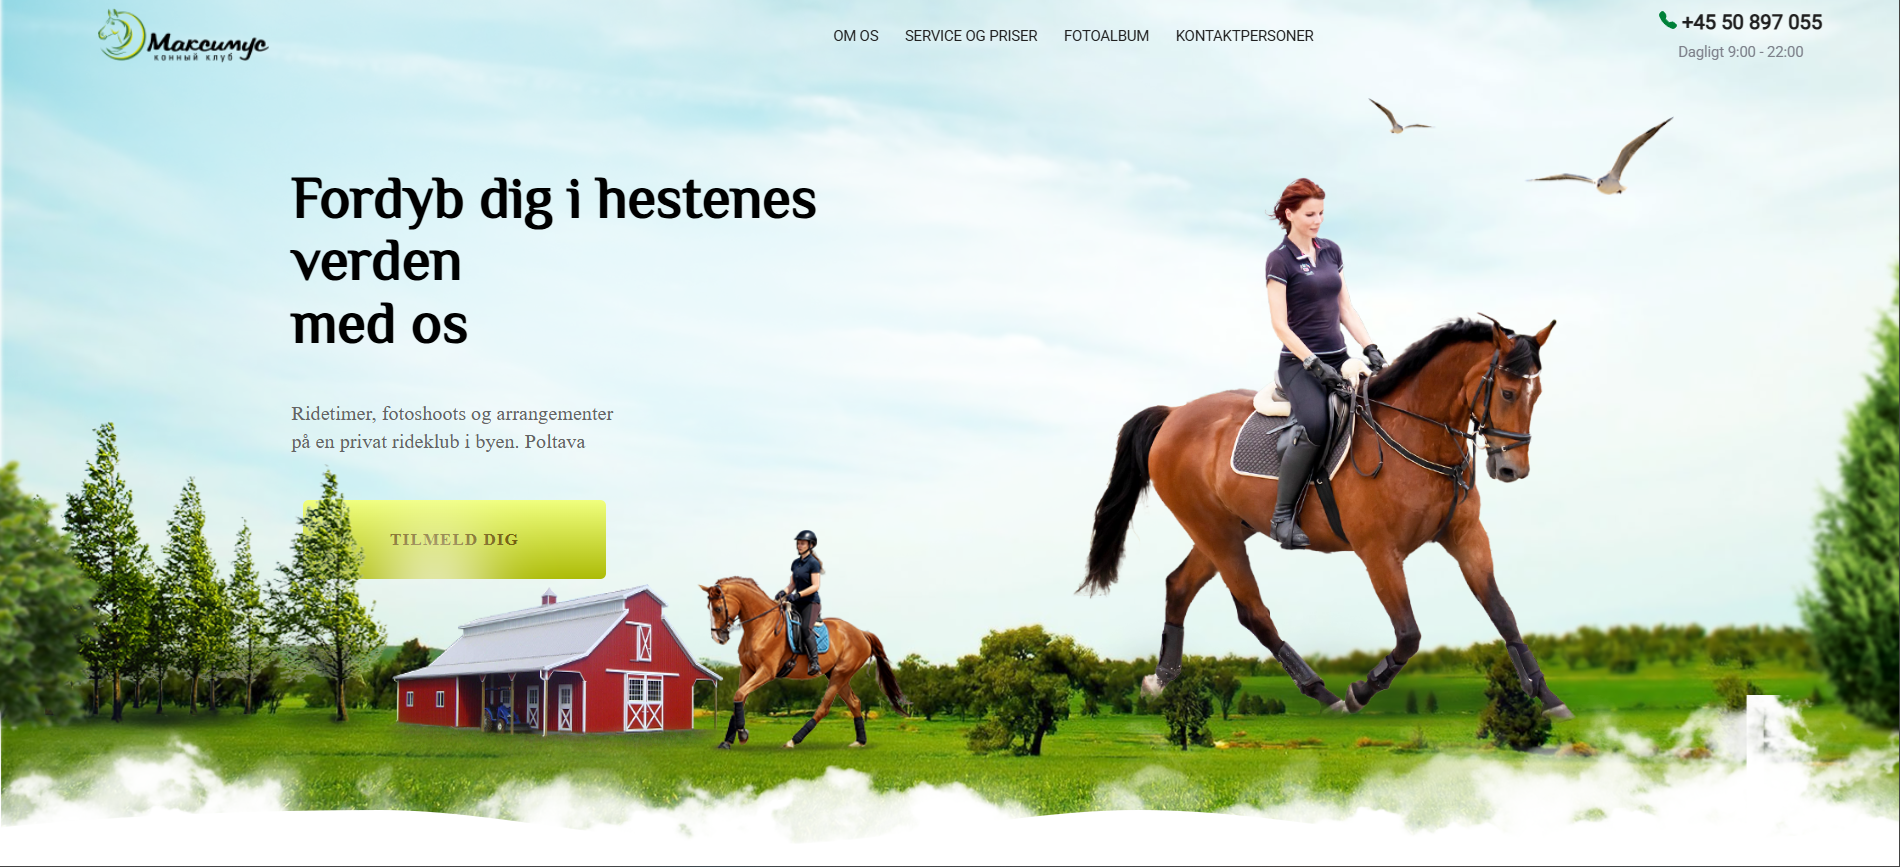 Максимус
конный клуб
OM OS
SERVICE OG PRISER
FOTOALBUM
KONTAKTPERSONER
+45 50 897 055
Dagligt 9:00 - 22:00
Fordyb dig i hestenes
verden
med os
Ridetimer, fotoshoots og arrangementer
på en privat rideklub i byen. Poltava
TILMELD DIG